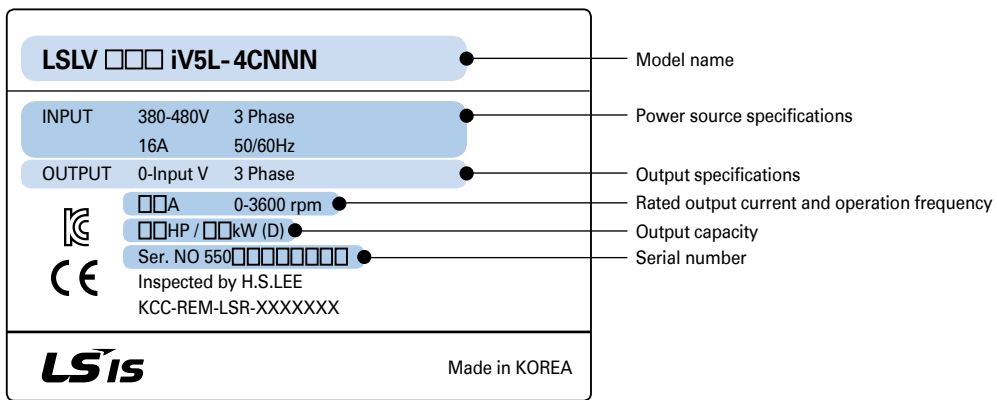 LSLV □□□ iV5L-4CNNN
Model name
INPUT 380-480V 3 Phase
Power source specifications
16A 50/60Hz
OUTPUT 0-Input V 3 Phase
Output specifications
□□A 0-3600 rpm
Rated output current and operation frequency
□□HP / □□kW (D)
Output capacity
Ser. NO 550□□□□□□□□
Serial number
Inspected by H.S.LEE
KCC-REM-LSR-XXXXXXX
CE
LSIS
Made in KOREA